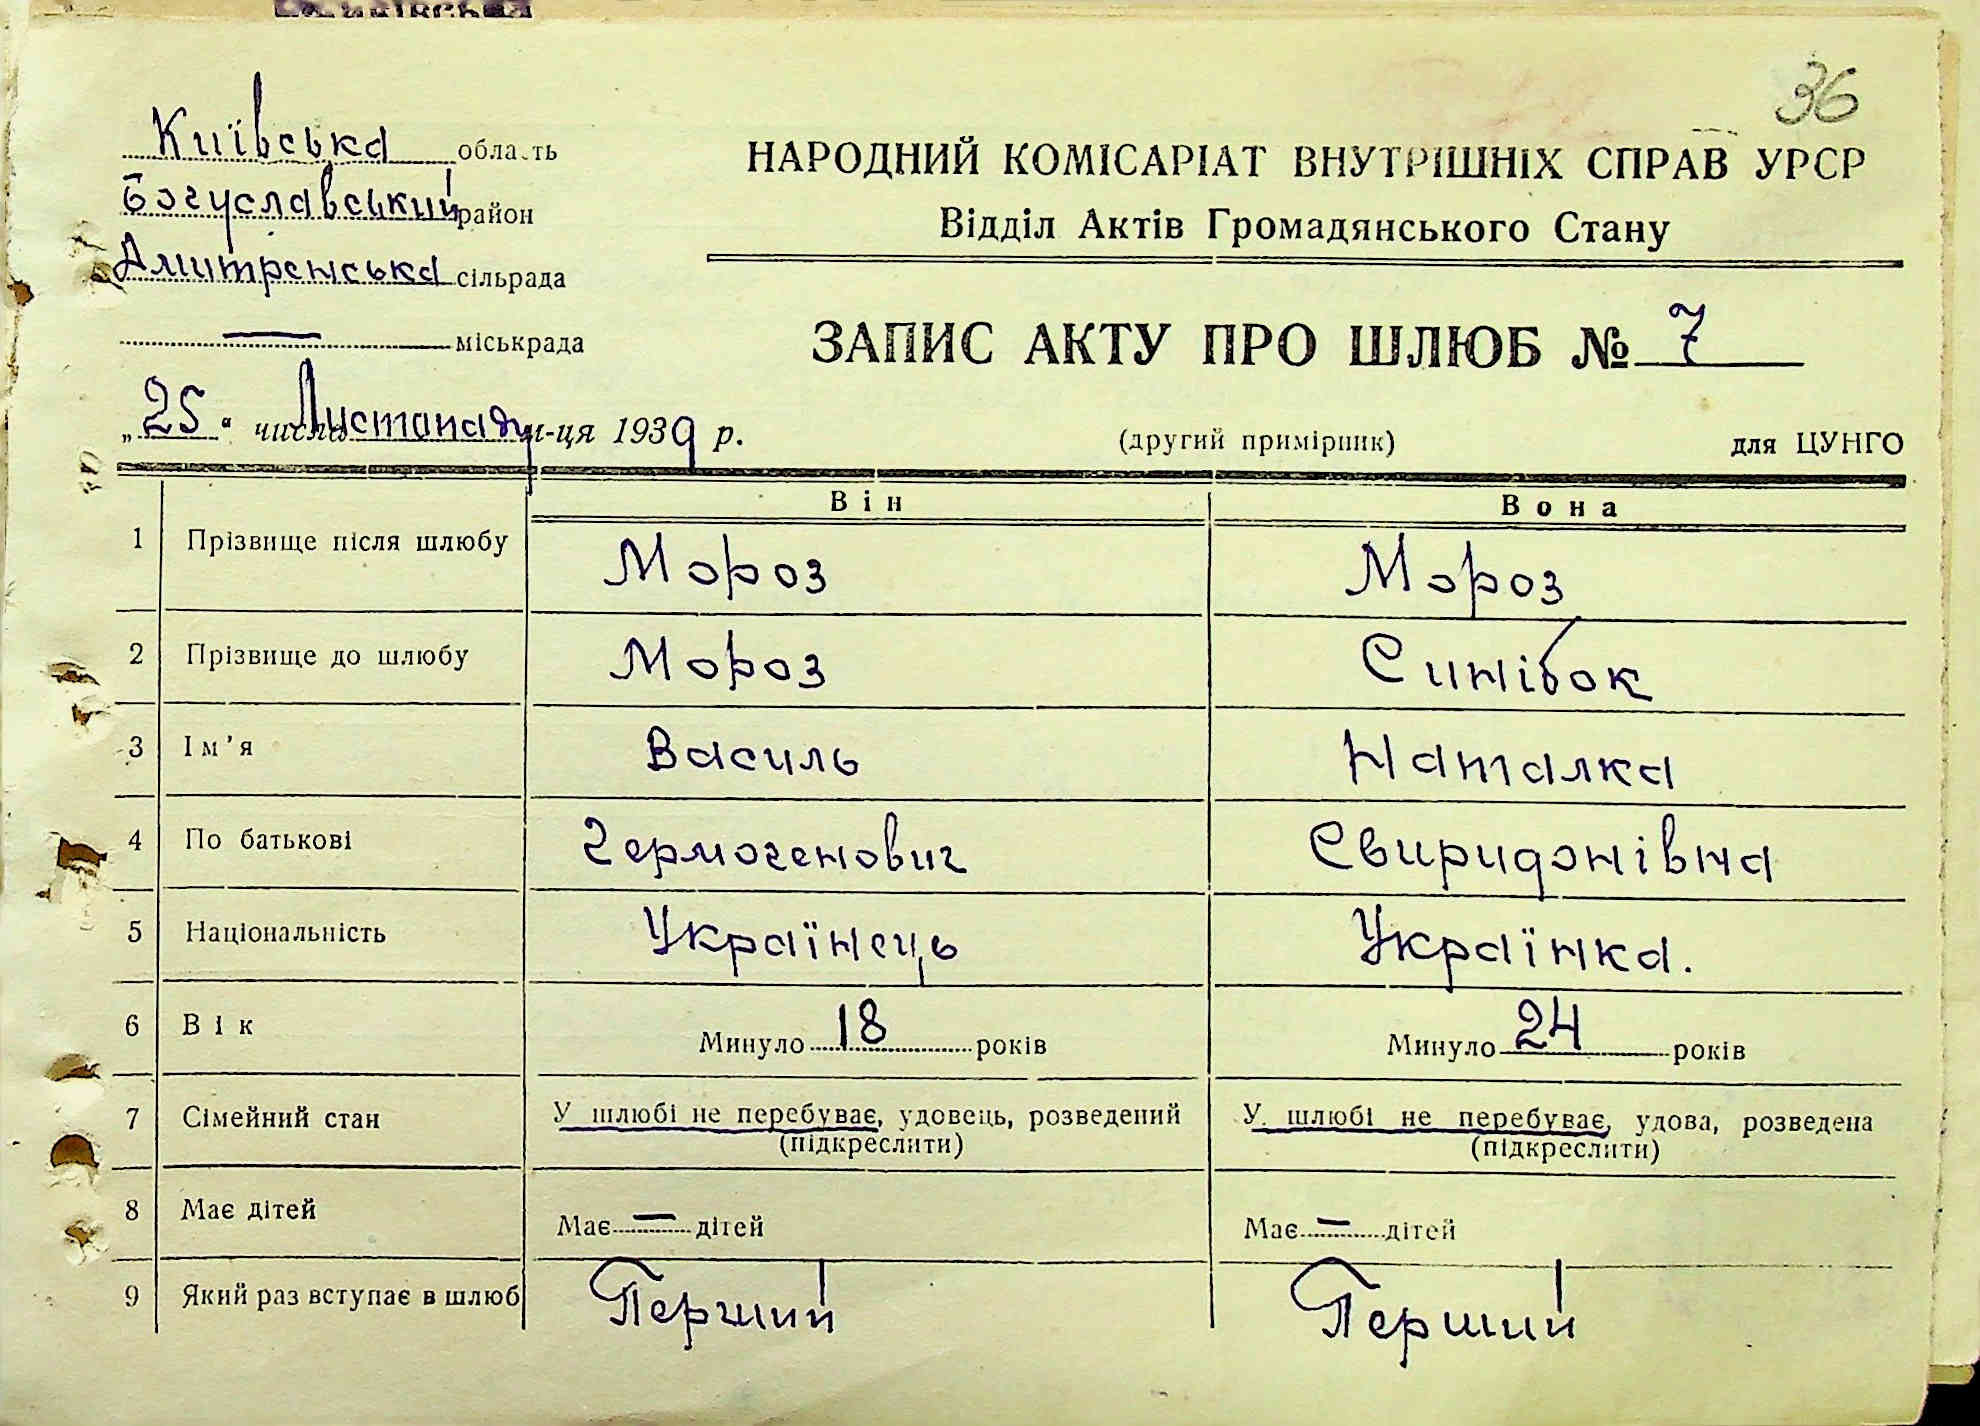 36
Київська область
Богуславський район
Дмитренська сільрада
— міськрада
„25“ числа Листопаду м-ця 1939 р.
НАРОДНИЙ КОМІСАРІАТ ВНУТРІШНІХ СПРАВ УРСР
Відділ Актів Громадянського Стану
ЗАПИС АКТУ ПРО ШЛЮБ № 7
(другий примірник) для ЦУНГО
Він Вона
1 Прізвище після шлюбу Мороз Мороз
2 Прізвище до шлюбу Мороз Синібок
3 Ім’я Василь Наталка
4 По батькові Гермогенович Свиридонівна
5 Національність Українець Українка.
6 Вік Минуло 18 років Минуло 24 років
7 Сімейний стан У шлюбі не перебуває, удовець, розведений У шлюбі не перебуває, удова, розведена
(підкреслити) (підкреслити)
8 Має дітей Має — дітей Має — дітей
9 Який раз вступає в шлюб Перший Перший